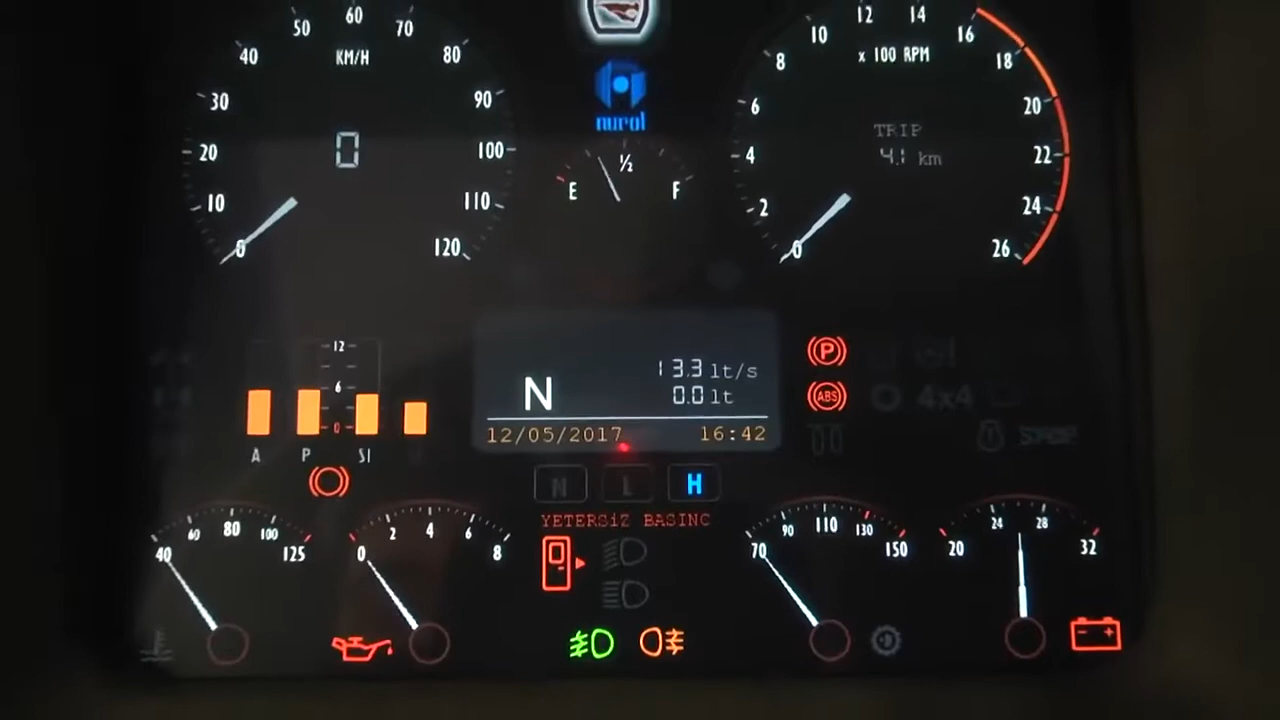 50 60 70
40 KM/H 80
30 90
20 0 100
10 110
0 120
nurol
E ½ F
10 12 14 16
8 x 100 RPM 18
6 TRIP 20
4 4.1 km 22
2 24
0 26
12
6
0
A P SI
N 13.3 lt/s
0.0 lt
12/05/2017 16:42
P
ABS
4x4
N L H
YETERSİZ BASINC
40 60 80 100 125
0 2 4 6 8
70 90 110 130 150
20 24 28 32